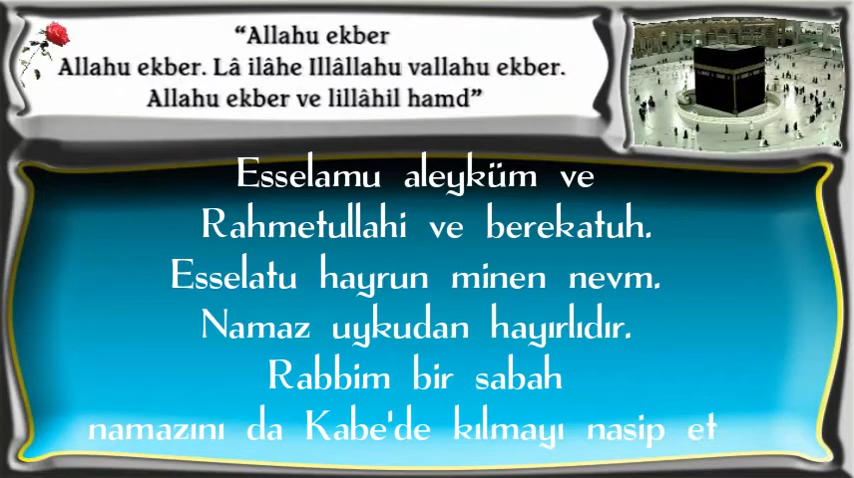 “Allahu ekber
Allahu ekber. Lâ ilâhe Illâllahu vallahu ekber.
Allahu ekber ve lillâhil hamd”
Esselamu aleyküm ve
Rahmetullahi ve berekatuh.
Esselatu hayrun minen nevm.
Namaz uykudan hayırlıdır.
Rabbim bir sabah
namazını da Kabe'de kılmayı nasip et